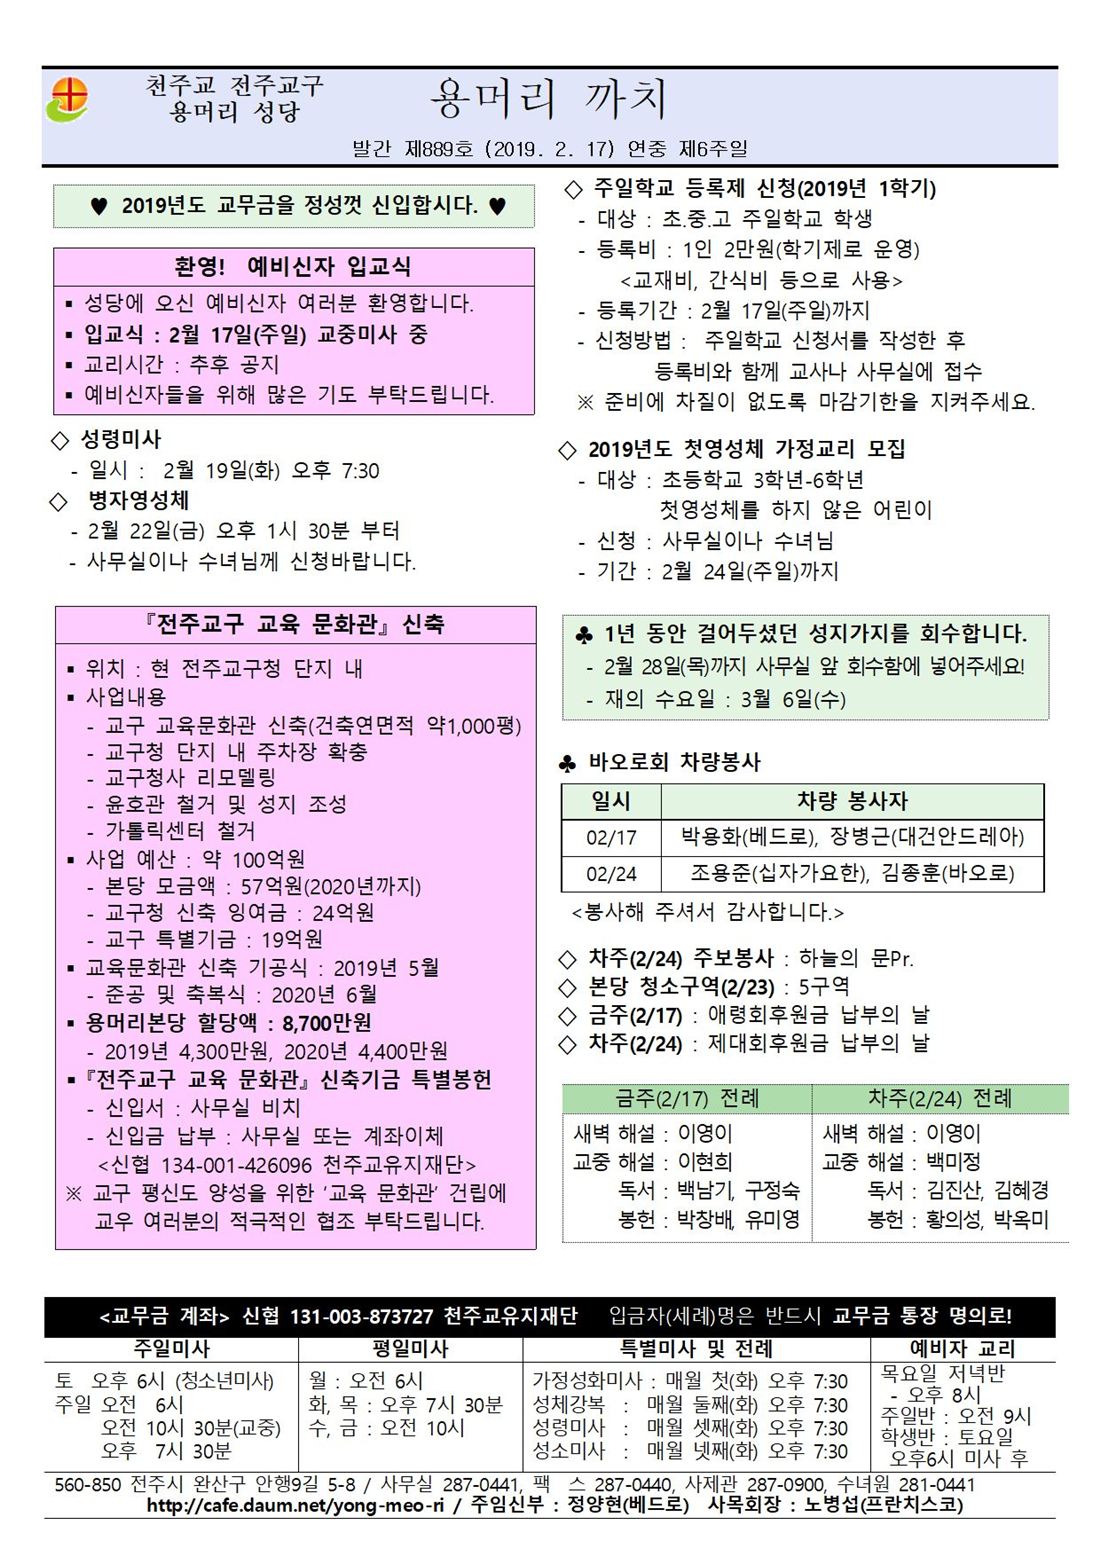 천주교 전주교구
용머리 성당
용머리 까치
발간 제889호 (2019. 2. 17) 연중 제6주일
♥ 2019년도 교무금을 정성껏 신입합시다. ♥
환영! 예비신자 입교식
▪ 성당에 오신 예비신자 여러분 환영합니다.
▪ 입교식 : 2월 17일(주일) 교중미사 중
▪ 교리시간 : 추후 공지
▪ 예비신자들을 위해 많은 기도 부탁드립니다.
◇ 성령미사
- 일시 : 2월 19일(화) 오후 7:30
◇ 병자영성체
- 2월 22일(금) 오후 1시 30분 부터
- 사무실이나 수녀님께 신청바랍니다.
『전주교구 교육 문화관』 신축
▪ 위치 : 현 전주교구청 단지 내
▪ 사업내용
- 교구 교육문화관 신축(건축연면적 약1,000평)
- 교구청 단지 내 주차장 확충
- 교구청사 리모델링
- 윤호관 철거 및 성지 조성
- 가톨릭센터 철거
▪ 사업 예산 : 약 100억원
- 본당 모금액 : 57억원(2020년까지)
- 교구청 신축 잉여금 : 24억원
- 교구 특별기금 : 19억원
▪ 교육문화관 신축 기공식 : 2019년 5월
- 준공 및 축복식 : 2020년 6월
▪ 용머리본당 할당액 : 8,700만원
- 2019년 4,300만원, 2020년 4,400만원
▪『전주교구 교육 문화관』 신축기금 특별봉헌
- 신입서 : 사무실 비치
- 신입금 납부 : 사무실 또는 계좌이체
<신협 134-001-426096 천주교유지재단>
※ 교구 평신도 양성을 위한 ‘교육 문화관’ 건립에
교우 여러분의 적극적인 협조 부탁드립니다.
◇ 주일학교 등록제 신청(2019년 1학기)
- 대상 : 초.중.고 주일학교 학생
- 등록비 : 1인 2만원(학기제로 운영)
<교재비, 간식비 등으로 사용>
- 등록기간 : 2월 17일(주일)까지
- 신청방법 : 주일학교 신청서를 작성한 후
등록비와 함께 교사나 사무실에 접수
※ 준비에 차질이 없도록 마감기한을 지켜주세요.
◇ 2019년도 첫영성체 가정교리 모집
- 대상 : 초등학교 3학년-6학년
첫영성체를 하지 않은 어린이
- 신청 : 사무실이나 수녀님
- 기간 : 2월 24일(주일)까지
♣ 1년 동안 걸어두셨던 성지가지를 회수합니다.
- 2월 28일(목)까지 사무실 앞 회수함에 넣어주세요!
- 재의 수요일 : 3월 6일(수)
♣ 바오로회 차량봉사
일시 차량 봉사자
02/17 박용화(베드로), 장병근(대건안드레아)
02/24 조용준(십자가요한), 김종훈(바오로)
<봉사해 주셔서 감사합니다.>
◇ 차주(2/24) 주보봉사 : 하늘의 문Pr.
◇ 본당 청소구역(2/23) : 5구역
◇ 금주(2/17) : 애령회후원금 납부의 날
◇ 차주(2/24) : 제대회후원금 납부의 날
금주(2/17) 전례 차주(2/24) 전례
새벽 해설 : 이영이 새벽 해설 : 이영이
교중 해설 : 이현희 교중 해설 : 백미정
독서 : 백남기, 구정숙 독서 : 김진산, 김혜경
봉헌 : 박창배, 유미영 봉헌 : 황의성, 박옥미
<교무금 계좌> 신협 131-003-873727 천주교유지재단 입금자(세례)명은 반드시 교무금 통장 명의로!
주일미사 평일미사 특별미사 및 전례 예비자 교리
토 오후 6시 (청소년미사)
주일 오전 6시
오전 10시 30분(교중)
오후 7시 30분
월 : 오전 6시
화, 목 : 오후 7시 30분
수, 금 : 오전 10시
가정성화미사 : 매월 첫(화) 오후 7:30
성체강복 : 매월 둘째(화) 오후 7:30
성령미사 : 매월 셋째(화) 오후 7:30
성소미사 : 매월 넷째(화) 오후 7:30
목요일 저녁반
- 오후 8시
주일반 : 오전 9시
학생반 : 토요일
오후6시 미사 후
560-850 전주시 완산구 안행9길 5-8 / 사무실 287-0441, 팩 스 287-0440, 사제관 287-0900, 수녀원 281-0441
http://cafe.daum.net/yong-meo-ri / 주임신부 : 정양현(베드로) 사목회장 : 노병섭(프란치스코)